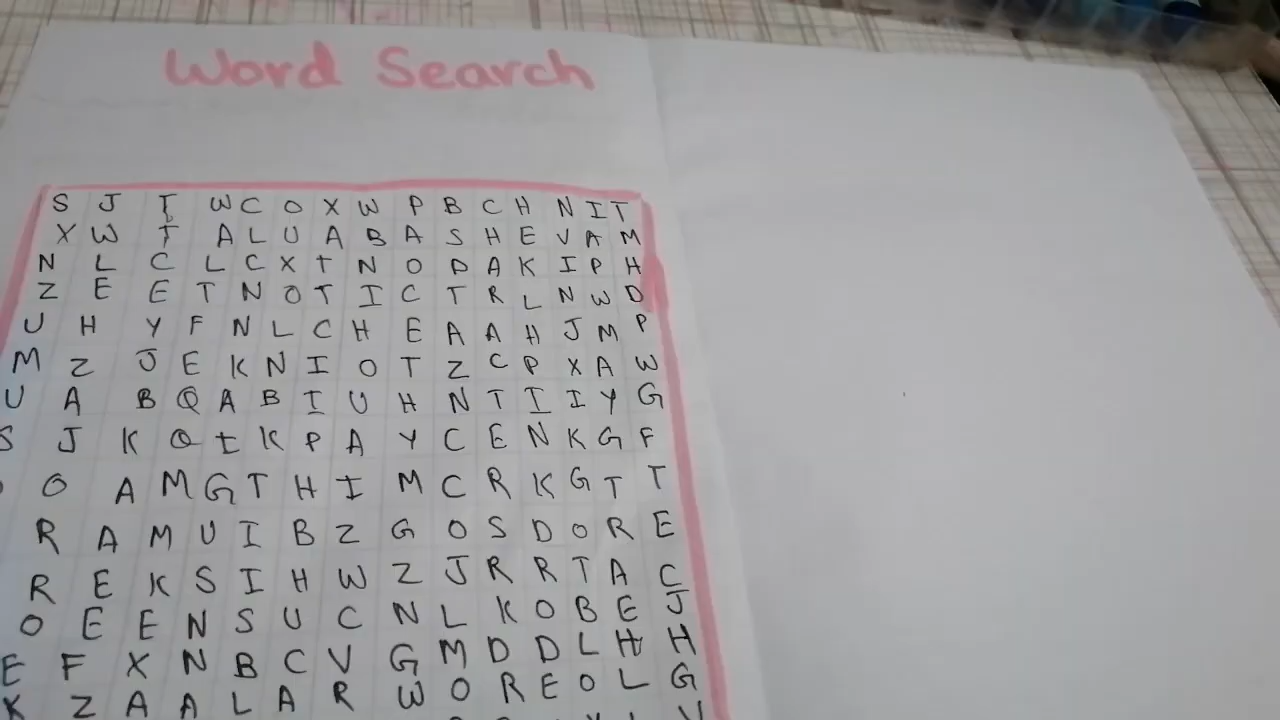 Word Search
S J T W C O X W P B C H N I T
X W T A L U A B A S H E V A M
N L C L C X T N O P A K I P H
Z E E T N O T I C T R L N W D
U H Y F N L C H E A A H J M P
M Z J E K N I O T Z C P X A W
U A B Q A B I U H N T I I Y G
S J K Q I K P A Y C E N K G F
O A M G T H I M C R K G T T
R A M U I B Z G O S D O R E
R E K S I H W Z J R R T A C
O E E N S U C N L K O B E J
E F X N B C V G M D D L H H
K Z A A L A R W O R E O L G